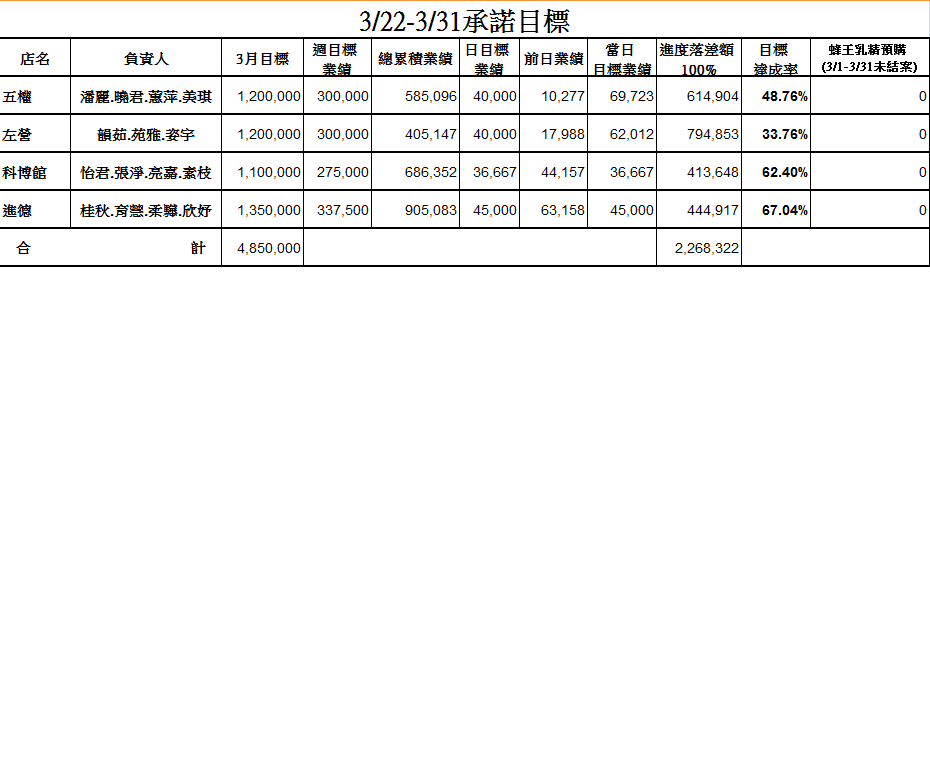 3/22-3/31承諾目標
店名 負責人 3月目標 週目標業績 總累積業績 日目標業績 前日業績 當日目標業績 進度落差額100% 目標達成率 蜂王乳精預購(3/1-3/31未結案)
五權 潘麗.曉君.蕙萍.美琪 1,200,000 300,000 585,096 40,000 10,277 69,723 614,904 48.76% 0
左營 韻茹.苑雅.姿宇 1,200,000 300,000 405,147 40,000 17,988 62,012 794,853 33.76% 0
科博館 怡君.張淨.亮嘉.素枝 1,100,000 275,000 686,352 36,667 44,157 36,667 413,648 62.40% 0
進德 桂秋.育慧.柔驊.欣妤 1,350,000 337,500 905,083 45,000 63,158 45,000 444,917 67.04% 0
合 計 4,850,000 2,268,322